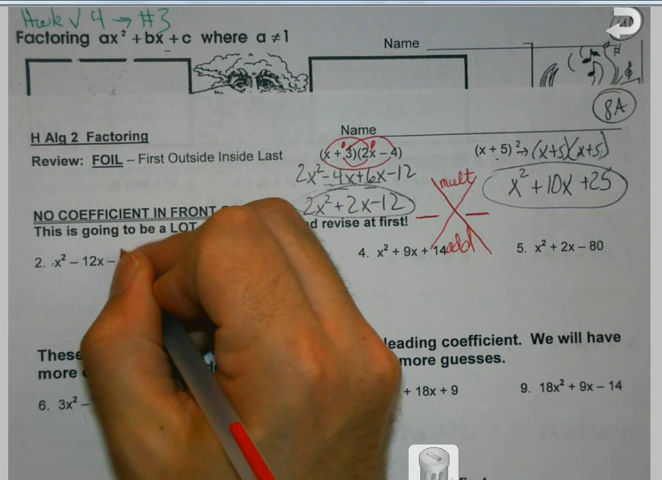 Hwk √ 4 → #3
Factoring ax² + bx + c where a ≠ 1
Name
8A
H Alg 2 Factoring
Name
Review: FOIL – First Outside Inside Last
(x + 3)(2x – 4)
(x + 5)² → (x+5)(x+5)
2x² – 4x + 6x – 12
x² + 10x + 25
2x² + 2x – 12
mult
add
NO COEFFICIENT IN FRONT
This is going to be a LOT
d revise at first!
2. x² – 12x –
4. x² + 9x + 14
5. x² + 2x – 80
These
leading coefficient. We will have
more
more guesses.
6. 3x² –
+ 18x + 9
9. 18x² + 9x – 14